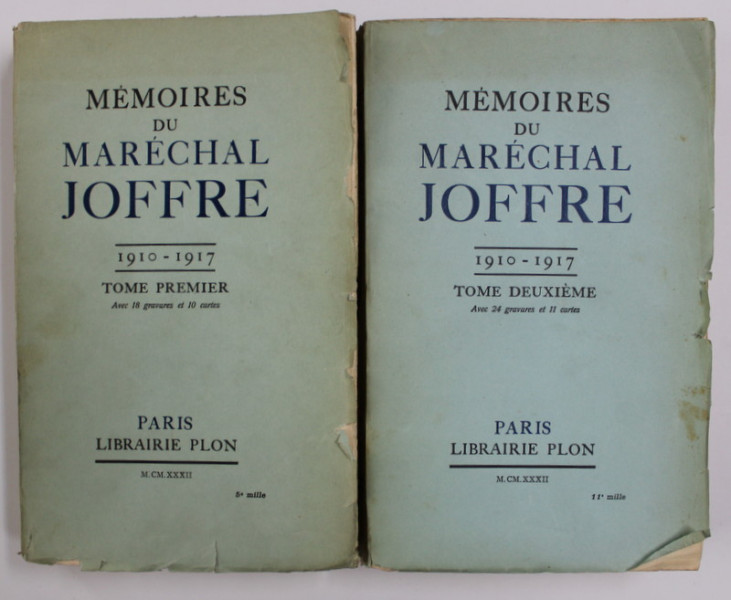 MÉMOIRES
DU
MARÉCHAL
JOFFRE
1910-1917
TOME PREMIER
Avec 18 gravures et 10 cartes
PARIS
LIBRAIRIE PLON
M.CM.XXXII
5e mille
MÉMOIRES
DU
MARÉCHAL
JOFFRE
1910-1917
TOME DEUXIÈME
Avec 24 gravures et 11 cartes
PARIS
LIBRAIRIE PLON
M.CM.XXXII
11e mille